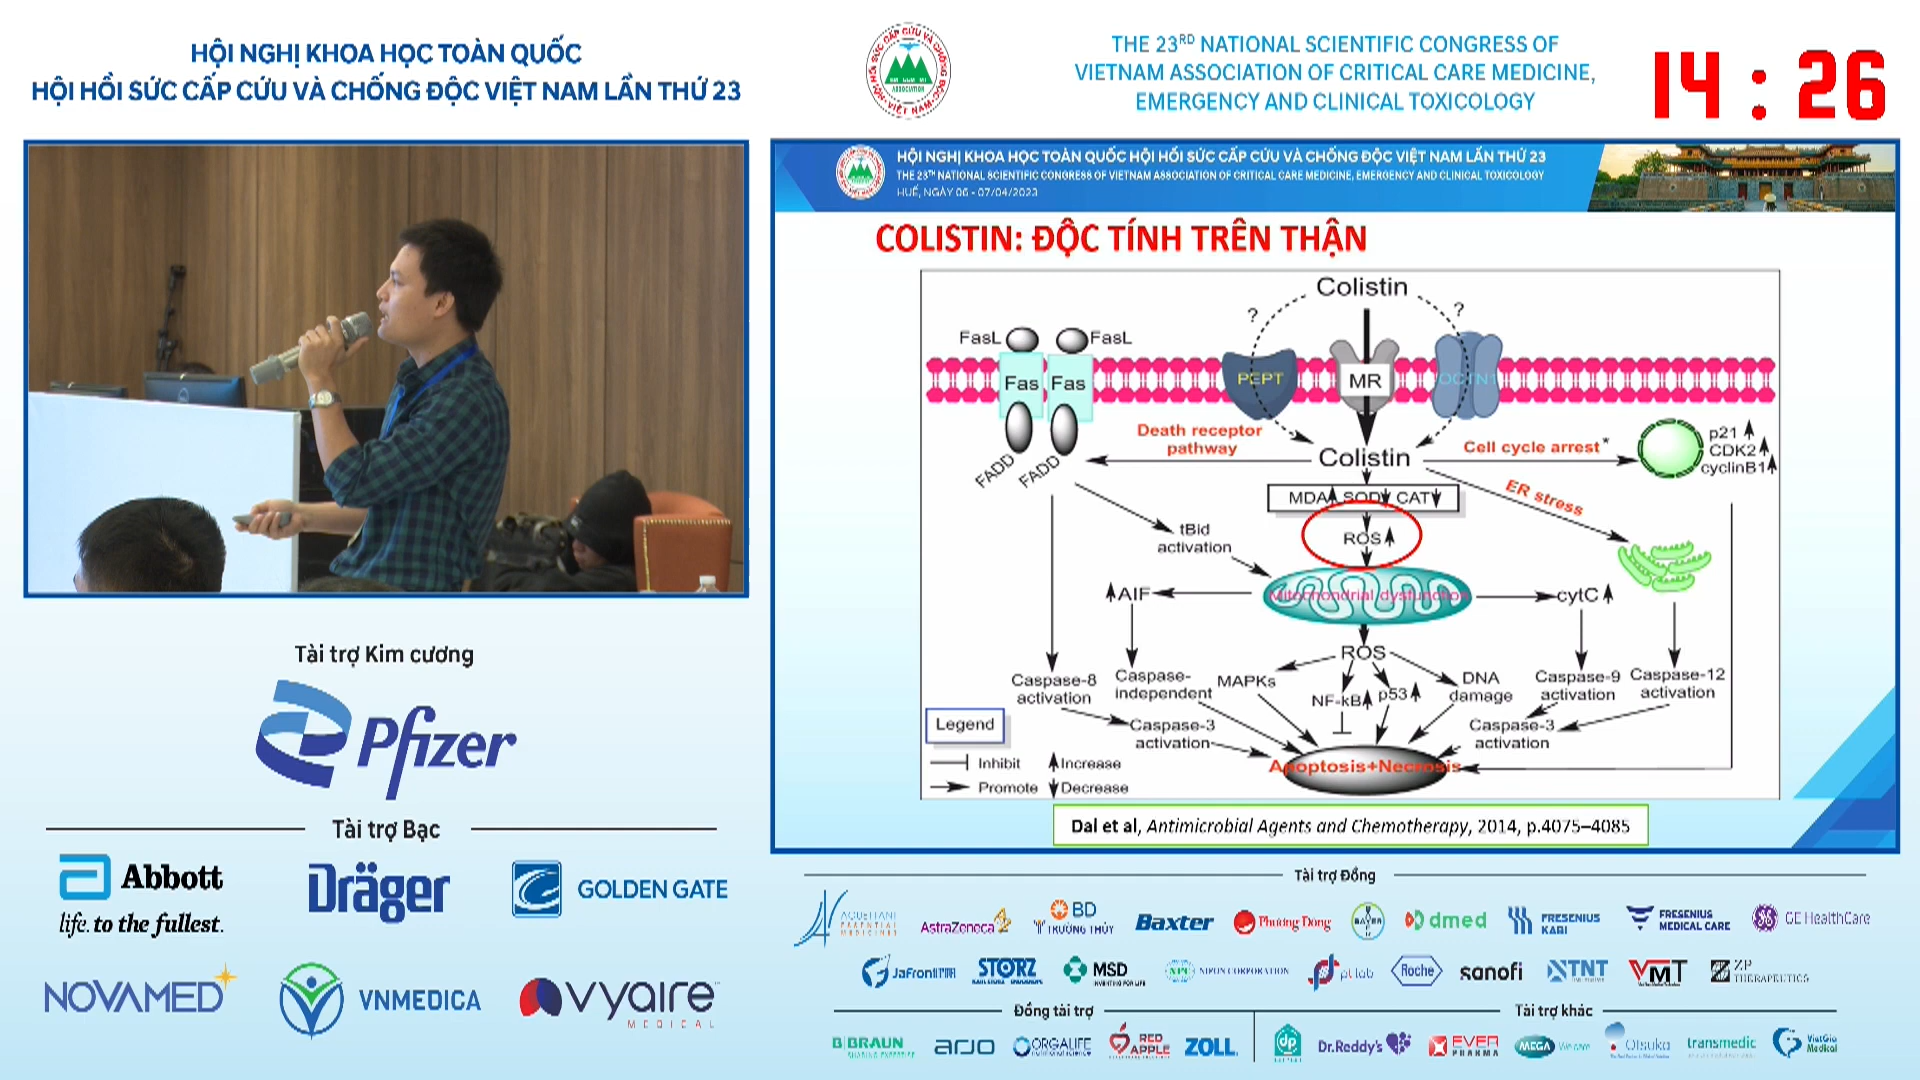 HỘI NGHỊ KHOA HỌC TOÀN QUỐC
HỘI HỒI SỨC CẤP CỨU VÀ CHỐNG ĐỘC VIỆT NAM LẦN THỨ 23
THE 23RD NATIONAL SCIENTIFIC CONGRESS OF
VIETNAM ASSOCIATION OF CRITICAL CARE MEDICINE,
EMERGENCY AND CLINICAL TOXICOLOGY
14 : 26
HỘI NGHỊ KHOA HỌC TOÀN QUỐC HỘI HỒI SỨC CẤP CỨU VÀ CHỐNG ĐỘC VIỆT NAM LẦN THỨ 23
THE 23TH NATIONAL SCIENTIFIC CONGRESS OF VIETNAM ASSOCIATION OF CRITICAL CARE MEDICINE, EMERGENCY AND CLINICAL TOXICOLOGY
HUẾ, NGÀY 06 - 07/04/2023
COLISTIN: ĐỘC TÍNH TRÊN THẬN
Colistin
? ?
FasL FasL
Fas Fas PEPT MR OCTN1
FADD FADD
Death receptor
pathway
Colistin
Cell cycle arrest*
p21
CDK2
cyclinB1
MDA SOD CAT
ER stress
ROS
tBid
activation
AIF
Mitochondrial dysfunction
cytC
ROS
Caspase-8
activation
Caspase-
independent
MAPKs
NF-kB
p53
DNA
damage
Caspase-9
activation
Caspase-12
activation
Caspase-3
activation
Caspase-3
activation
Apoptosis+Necrosis
Legend
Inhibit Increase
Promote Decrease
Dai et al, Antimicrobial Agents and Chemotherapy, 2014, p.4075–4085
Tài trợ Kim cương
Pfizer
Tài trợ Bạc
Abbott
life. to the fullest.
Dräger
GOLDEN GATE
NOVAMED
VNMEDICA
vyaire
MEDICAL
Tài trợ Đồng
AstraZeneca
BD
TRƯỜNG THỦY
Baxter
Phương Đông
BAYER
dmed
FRESENIUS
KABI
FRESENIUS
MEDICAL CARE
GE HealthCare
JaFron
STORZ
MSD
INVENTING FOR LIFE
NIPON CORPORATION
pt lab
Roche
sanofi
TNT
VMT
ZP
THERAPEUTICS
Đồng tài trợ
B BRAUN
SHARING EXPERTISE
arjo
ORGALIFE
RED
APPLE
ZOLL
Tài trợ khác
dp
Dr.Reddy's
EVER
PHARMA
MEGA
We care
Otsuka
transmedic
VietGia
Medical